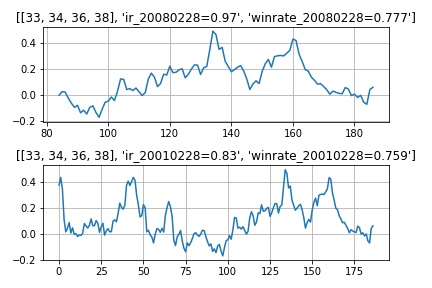 [[33, 34, 36, 38], 'ir_20080228=0.97', 'winrate_20080228=0.777']
0.4
0.2
0.0
−0.2
80 100 120 140 160 180
[[33, 34, 36, 38], 'ir_20010228=0.83', 'winrate_20010228=0.759']
0.4
0.2
0.0
−0.2
0 25 50 75 100 125 150 175